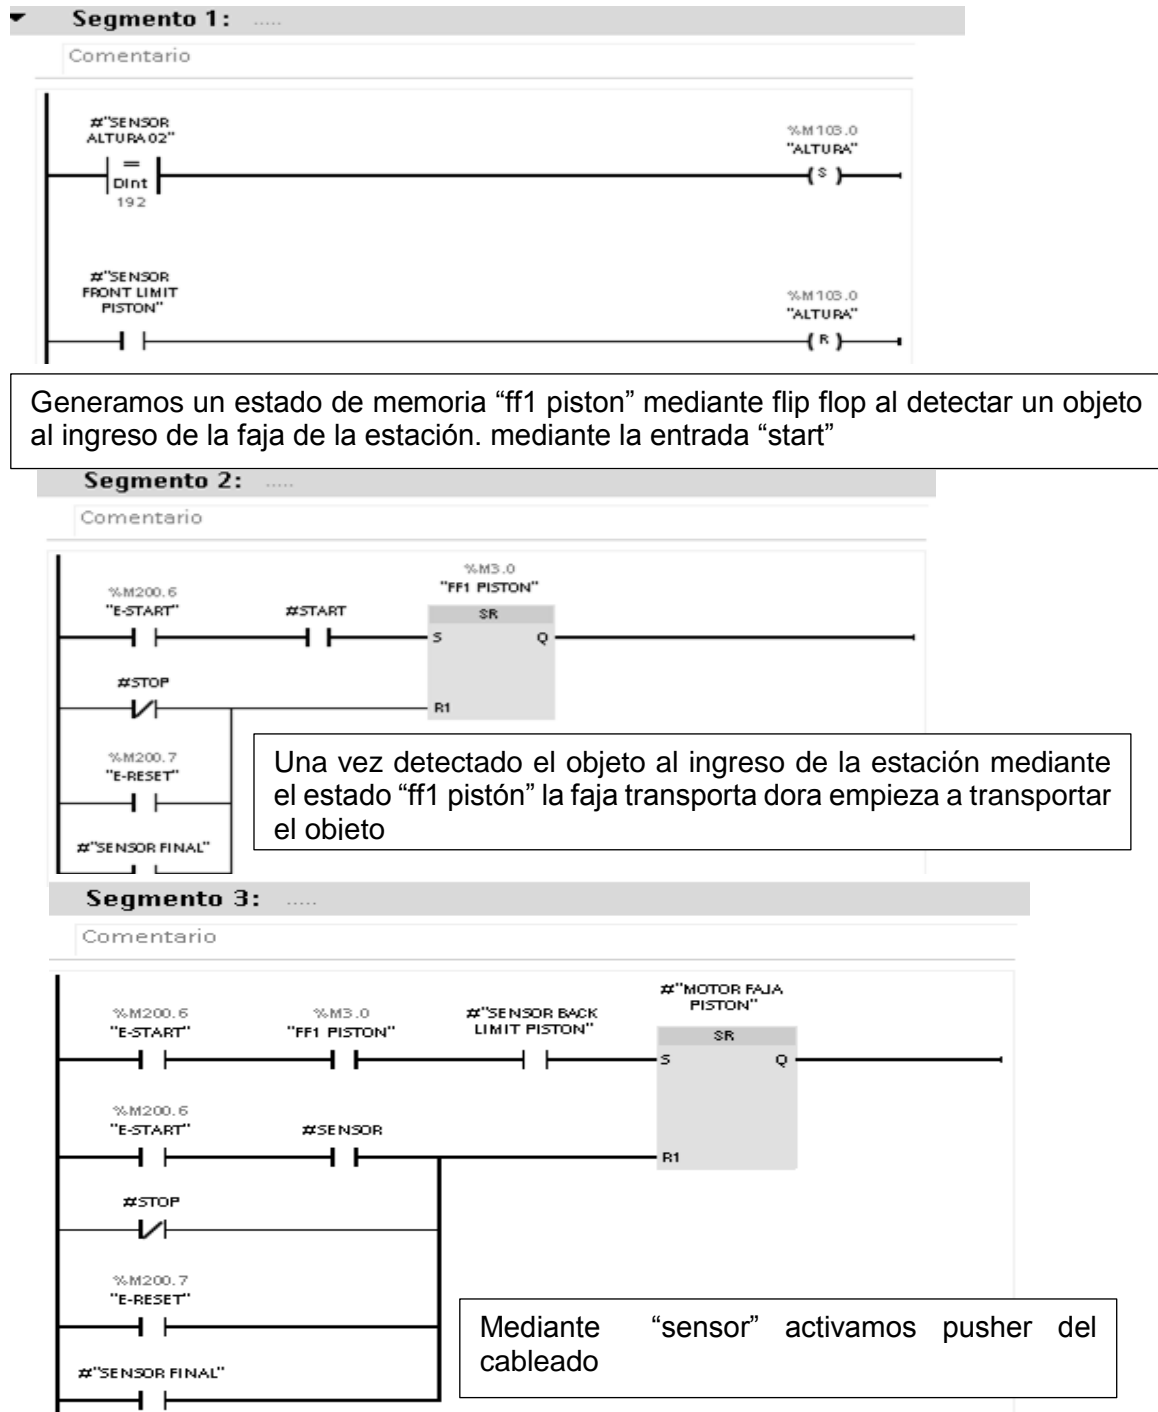 Segmento 1: .....
Comentario
#"SENSOR
ALTURA 02"
%M103.0
"ALTURA"
=
S
DInt
192
#"SENSOR
FRONT LIMIT
PISTON"
%M103.0
"ALTURA"
R
Generamos un estado de memoria “ff1 piston” mediante flip flop al detectar un objeto
al ingreso de la faja de la estación. mediante la entrada “start”
Segmento 2: .....
Comentario
%M3.0
"FF1 PISTON"
%M200.6
"E-START"
#START
SR
S Q
#STOP
R1
%M200.7
"E-RESET"
#"SENSOR FINAL"
Una vez detectado el objeto al ingreso de la estación mediante
el estado “ff1 pistón” la faja transporta dora empieza a transportar
el objeto
Segmento 3: .....
Comentario
#"MOTOR FAJA
PISTON"
%M200.6
"E-START"
%M3.0
"FF1 PISTON"
#"SENSOR BACK
LIMIT PISTON"
SR
S Q
%M200.6
"E-START"
#SENSOR
R1
#STOP
%M200.7
"E-RESET"
#"SENSOR FINAL"
Mediante “sensor” activamos pusher del
cableado